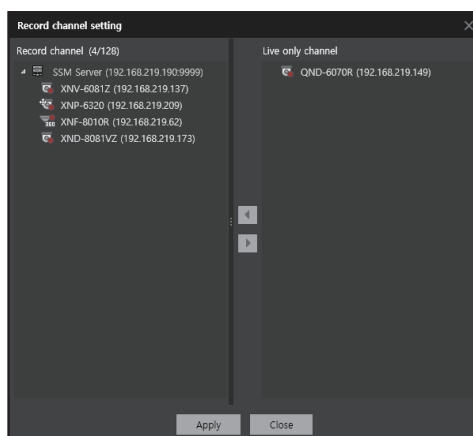 Record channel setting
Record channel (4/128)
SSM Server (192.168.219.190:9999)
XNV-6081Z (192.168.219.137)
XNP-6320 (192.168.219.209)
360 XNF-8010R (192.168.219.62)
XND-8081VZ (192.168.219.173)
Live only channel
QND-6070R (192.168.219.149)
Apply
Close